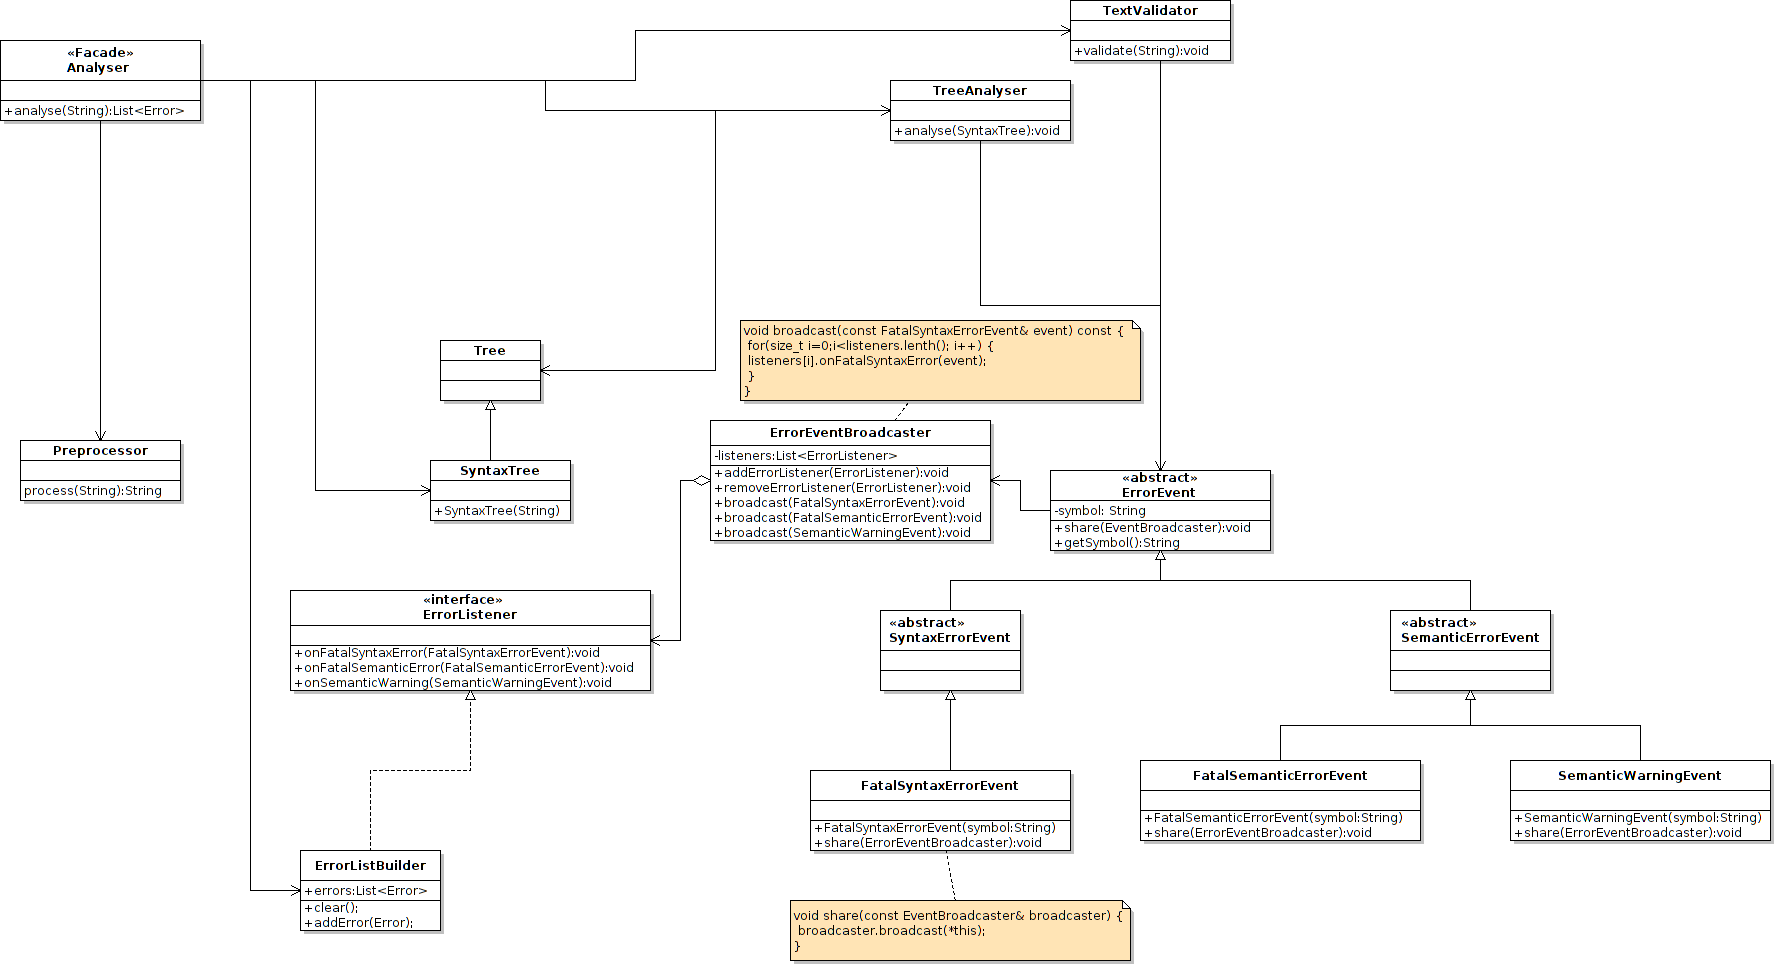 TextValidator
+validate(String):void
«Facade»
Analyser
+analyse(String):List<Error>
TreeAnalyser
+analyse(SyntaxTree):void
void broadcast(const FatalSyntaxErrorEvent& event) const {
for(size_t i=0;i<listeners.lenth(); i++) {
listeners[i].onFatalSyntaxError(event);
}
}
Tree
Preprocessor
process(String):String
SyntaxTree
+SyntaxTree(String)
ErrorEventBroadcaster
-listeners:List<ErrorListener>
+addErrorListener(ErrorListener):void
+removeErrorListener(ErrorListener):void
+broadcast(FatalSyntaxErrorEvent):void
+broadcast(FatalSemanticErrorEvent):void
+broadcast(SemanticWarningEvent):void
«abstract»
ErrorEvent
-symbol: String
+share(EventBroadcaster):void
+getSymbol():String
«interface»
ErrorListener
+onFatalSyntaxError(FatalSyntaxErrorEvent):void
+onFatalSemanticError(FatalSemanticErrorEvent):void
+onSemanticWarning(SemanticWarningEvent):void
«abstract»
SyntaxErrorEvent
«abstract»
SemanticErrorEvent
FatalSyntaxErrorEvent
+FatalSyntaxErrorEvent(symbol:String)
+share(ErrorEventBroadcaster):void
FatalSemanticErrorEvent
+FatalSemanticErrorEvent(symbol:String)
+share(ErrorEventBroadcaster):void
SemanticWarningEvent
+SemanticWarningEvent(symbol:String)
+share(ErrorEventBroadcaster):void
ErrorListBuilder
+errors:List<Error>
+clear();
+addError(Error);
void share(const EventBroadcaster& broadcaster) {
broadcaster.broadcast(*this);
}